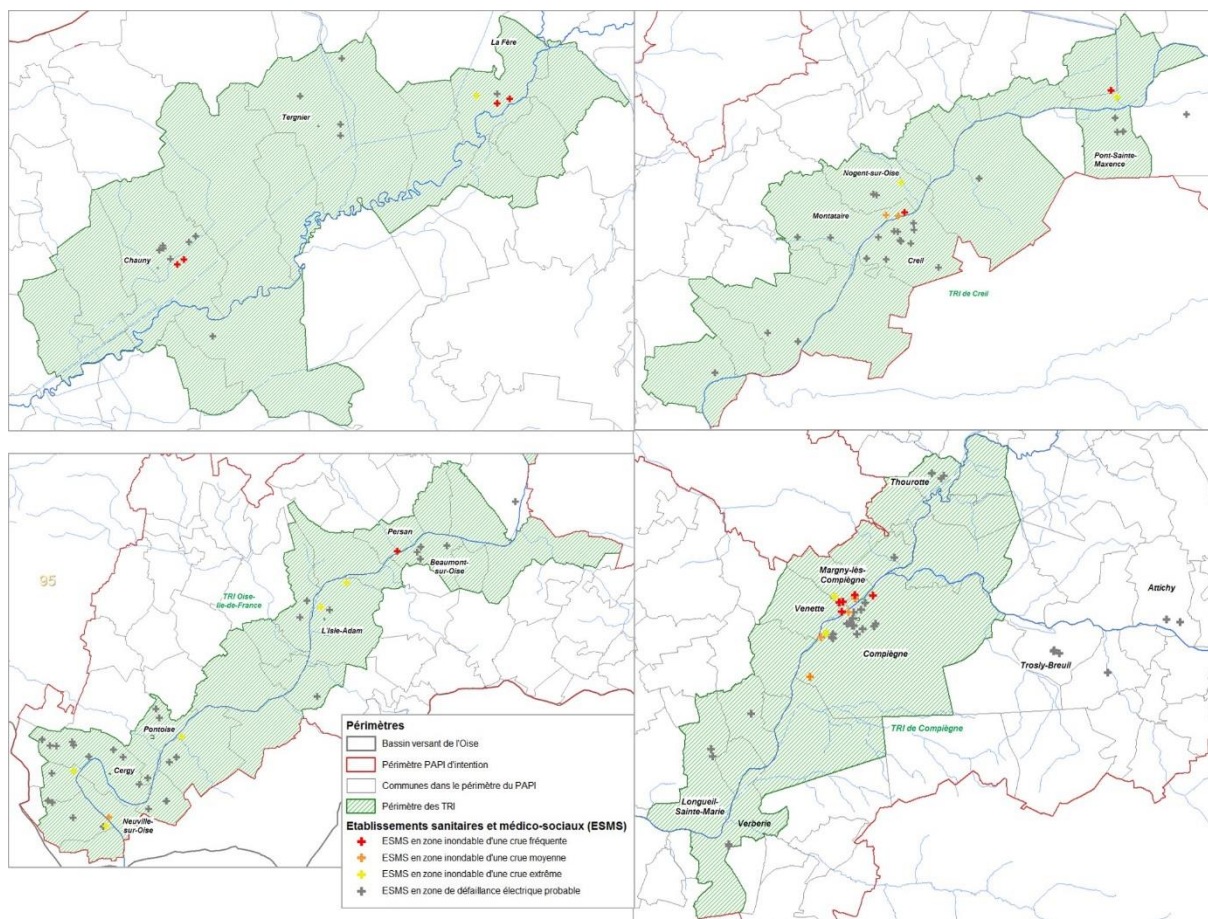 La Fère
Tergnier
Chauny
Pont-Sainte-
Maxence
Nogent-sur-Oise
Montataire
Creil
TRI de Creil
95
Persan
Beaumont-
sur-Oise
TRI Oise-
Ile-de-France
L'Isle-Adam
Pontoise
Cergy
Neuville-
sur-Oise
Périmètres
Bassin versant de l'Oise
Périmètre PAPI d'intention
Communes dans le périmètre du PAPI
Périmètre des TRI
Etablissements sanitaires et médico-sociaux (ESMS)
ESMS en zone inondable d'une crue fréquente
ESMS en zone inondable d'une crue moyenne
ESMS en zone inondable d'une crue extrême
ESMS en zone de défaillance électrique probable
Thourotte
Margny-lès-
Compiègne
Venette
Attichy
Compiègne
Trosly-Breuil
TRI de Compiègne
Longueil-
Sainte-Marie
Verberie